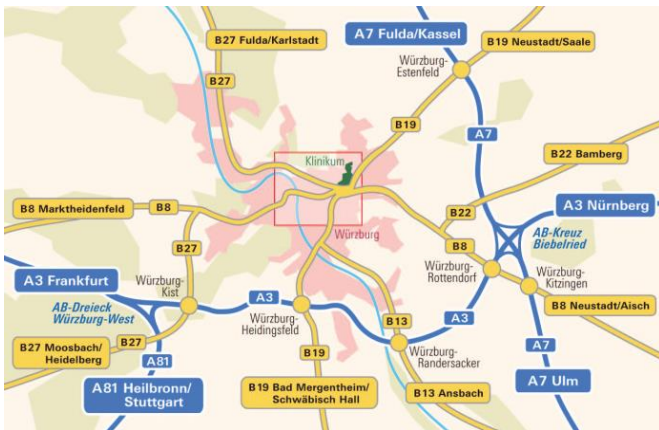 B27 Fulda/Karlstadt
A7 Fulda/Kassel
B19 Neustadt/Saale
Würzburg-
Estenfeld
B27
B19
A7
B22 Bamberg
Klinikum
B8 Marktheidenfeld
B8
B22
A3 Nürnberg
Würzburg
B27
B8
AB-Kreuz
Biebelried
A3 Frankfurt
Würzburg-
Kist
Würzburg-
Rottendorf
Würzburg-
Kitzingen
AB-Dreieck
Würzburg-West
A3
Würzburg-
Heidingsfeld
B13
A3
B8 Neustadt/Aisch
B27 Moosbach/
Heidelberg
B27
A81
B19
Würzburg-
Randersacker
A7
A81 Heilbronn/
Stuttgart
B19 Bad Mergentheim/
Schwäbisch Hall
B13 Ansbach
A7 Ulm